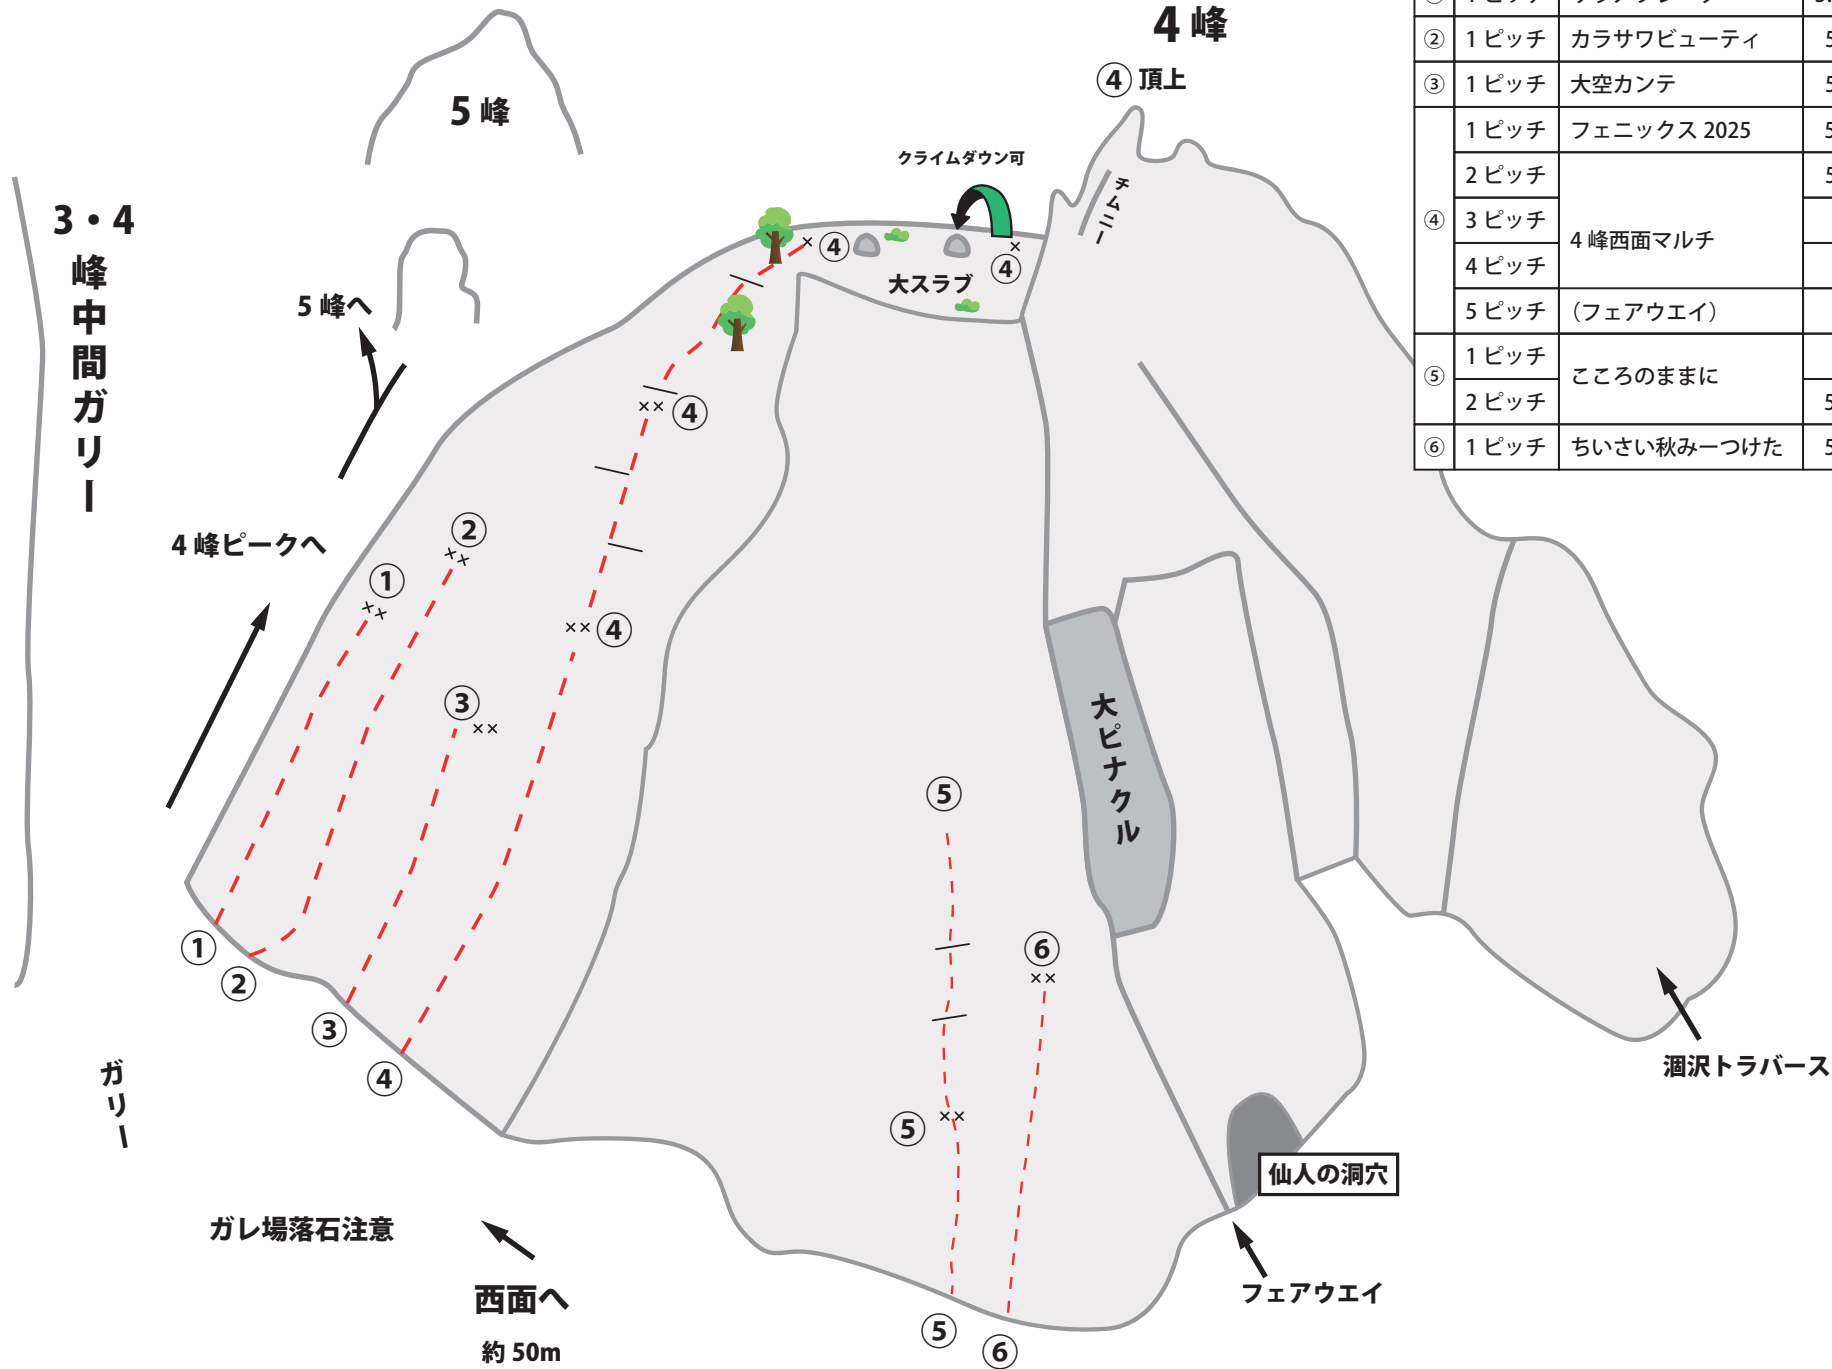 4 峰
④ 頂上
5 峰
クライムダウン可
チムニー
3・4
峰中間ガリー
5 峰へ
④
④
大スラブ
④
4 峰ピークへ
②
①
④
③
大ピナクル
⑤
⑥
①
②
③
④
⑤
ガリー
涸沢トラバース
仙人の洞穴
ガレ場落石注意
フェアウエイ
西面へ
約 50m
⑤
⑥
② 1 ピッチ カラサワビューティ 5
③ 1 ピッチ 大空カンテ 5
④ 1 ピッチ フェニックス 2025 5
2 ピッチ 5
3 ピッチ
4 峰西面マルチ
4 ピッチ
5 ピッチ （フェアウエイ）
⑤ 1 ピッチ
こころのままに
2 ピッチ 5
⑥ 1 ピッチ ちいさい秋みーつけた 5